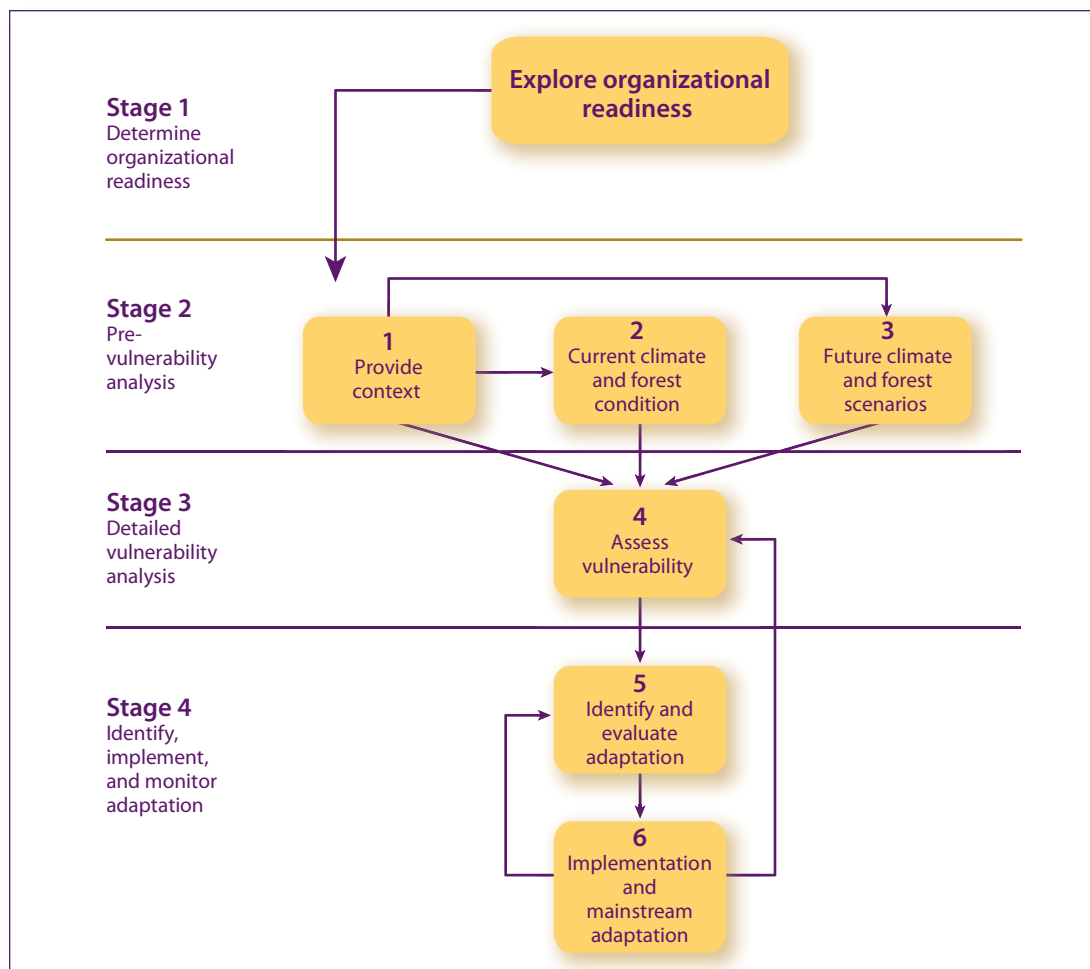 Explore organizational
readiness
Stage 1
Determine
organizational
readiness
Stage 2
Pre-
vulnerability
analysis
1
Provide
context
2
Current climate
and forest
condition
3
Future climate
and forest
scenarios
Stage 3
Detailed
vulnerability
analysis
4
Assess
vulnerability
Stage 4
Identify,
implement,
and monitor
adaptation
5
Identify and
evaluate
adaptation
6
Implementation
and
mainstream
adaptation